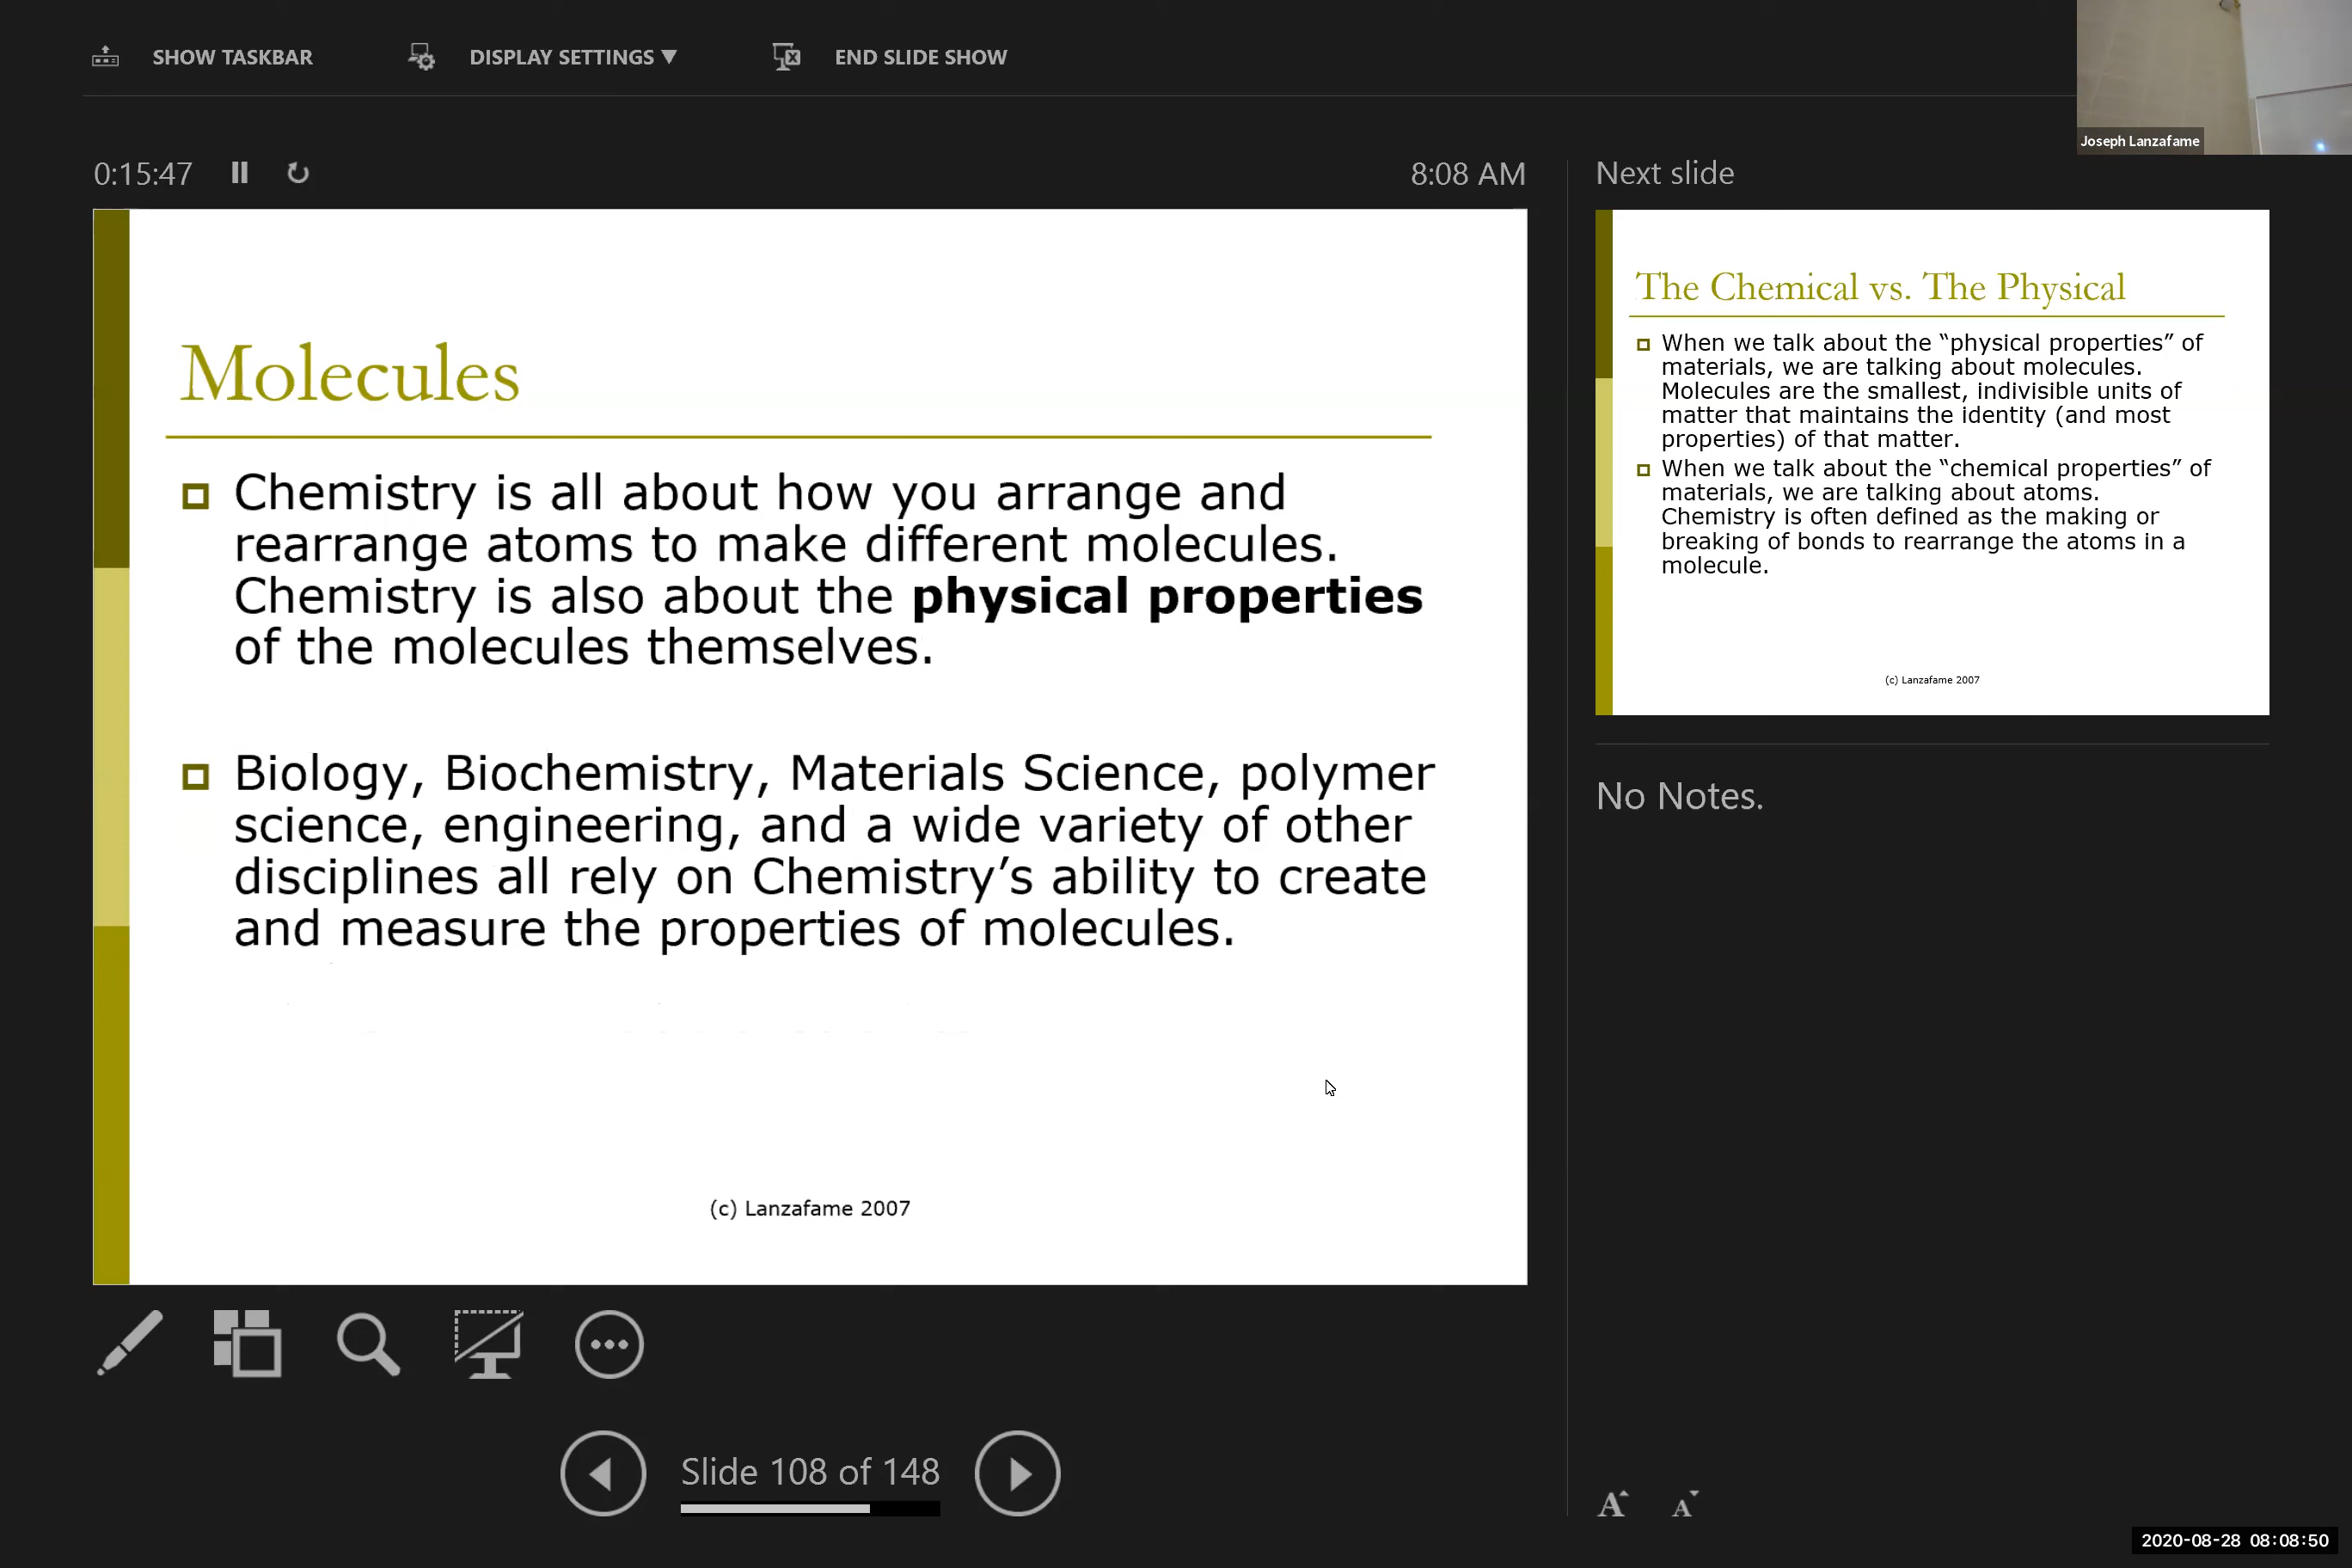 SHOW TASKBAR
DISPLAY SETTINGS ▼
END SLIDE SHOW
Joseph Lanzafame
0:15:47
8:08 AM
Molecules
Chemistry is all about how you arrange and
rearrange atoms to make different molecules.
Chemistry is also about the physical properties
of the molecules themselves.
Biology, Biochemistry, Materials Science, polymer
science, engineering, and a wide variety of other
disciplines all rely on Chemistry’s ability to create
and measure the properties of molecules.
(c) Lanzafame 2007
Slide 108 of 148
Next slide
The Chemical vs. The Physical
When we talk about the “physical properties” of
materials, we are talking about molecules.
Molecules are the smallest, indivisible units of
matter that maintains the identity (and most
properties) of that matter.
When we talk about the “chemical properties” of
materials, we are talking about atoms.
Chemistry is often defined as the making or
breaking of bonds to rearrange the atoms in a
molecule.
(c) Lanzafame 2007
No Notes.
A A
2020-08-28 08:08:50